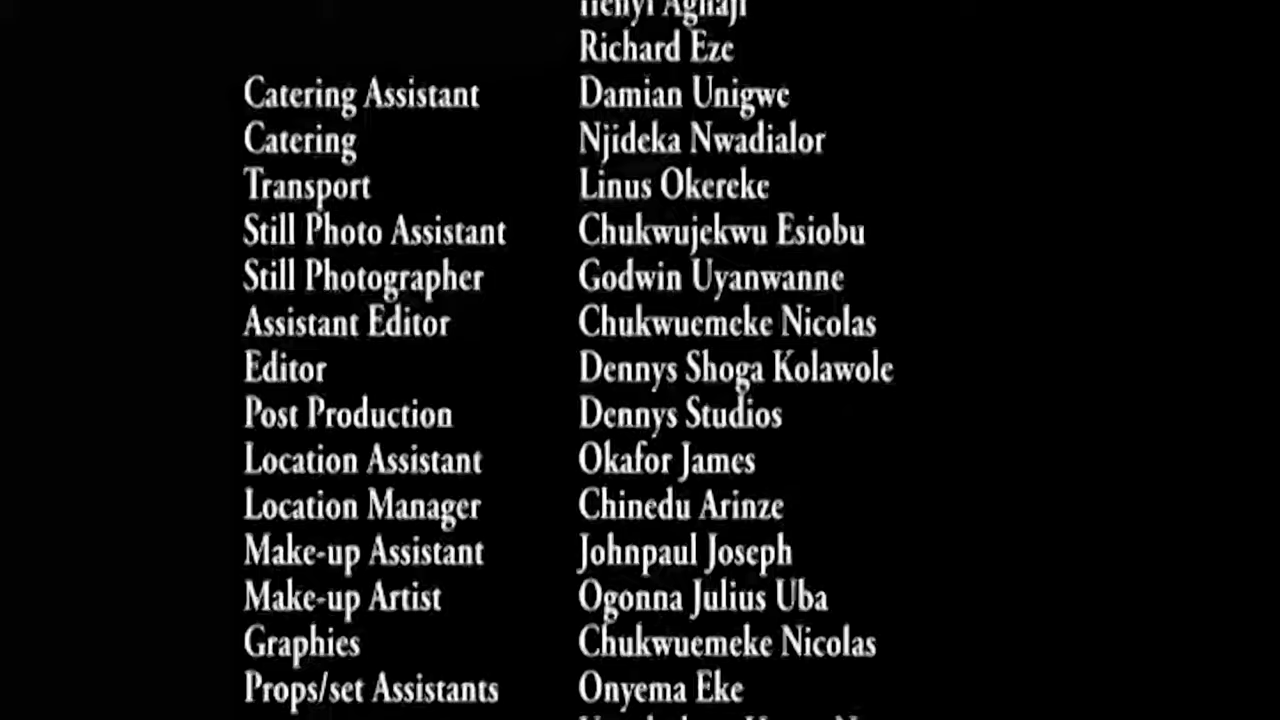 Richard Eze
Catering Assistant Damian Unigwe
Catering Njideka Nwadialor
Transport Linus Okereke
Still Photo Assistant Chukwujekwu Esiobu
Still Photographer Godwin Uyanwanne
Assistant Editor Chukwuemeke Nicolas
Editor Dennys Shoga Kolawole
Post Production Dennys Studios
Location Assistant Okafor James
Location Manager Chinedu Arinze
Make-up Assistant Johnpaul Joseph
Make-up Artist Ogonna Julius Uba
Graphies Chukwuemeke Nicolas
Props/set Assistants Onyema Eke